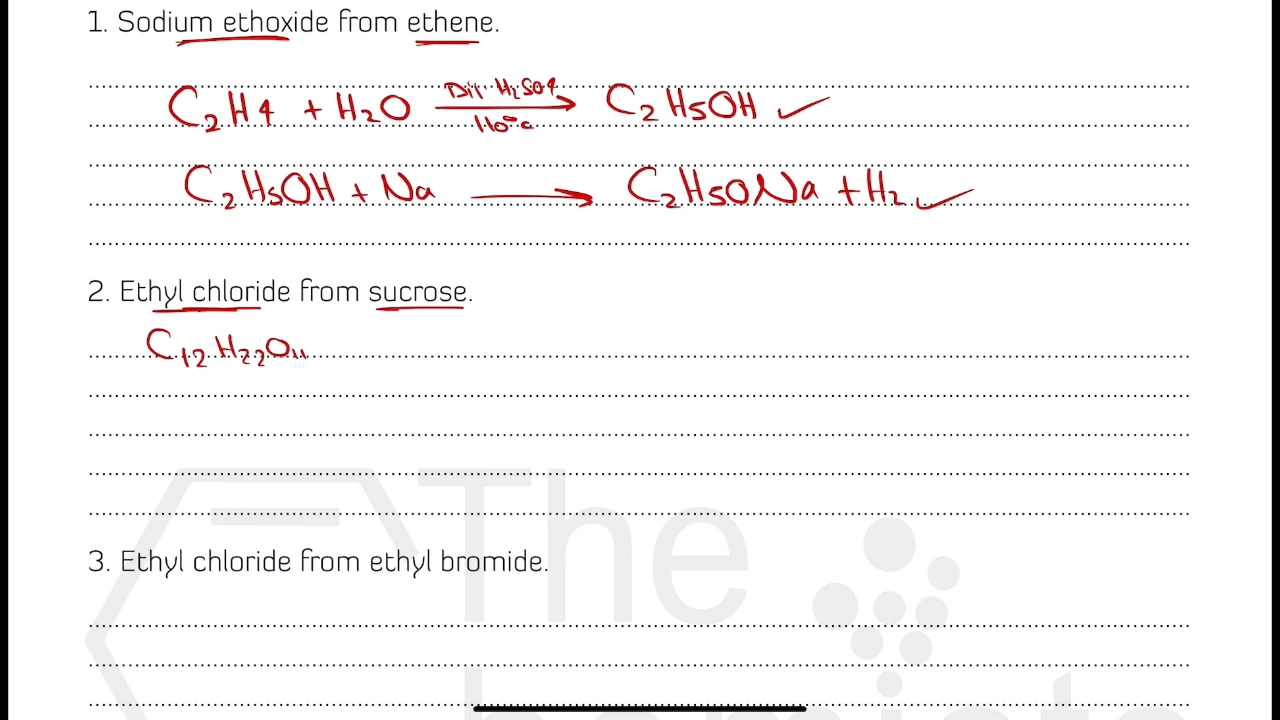 1. Sodium ethoxide from ethene.
C2H4 + H2O Dil. H2SO4 110°C C2H5OH
C2H5OH + Na C2H5ONa + H2
2. Ethyl chloride from sucrose.
C12H22O11
The
3. Ethyl chloride from ethyl bromide.